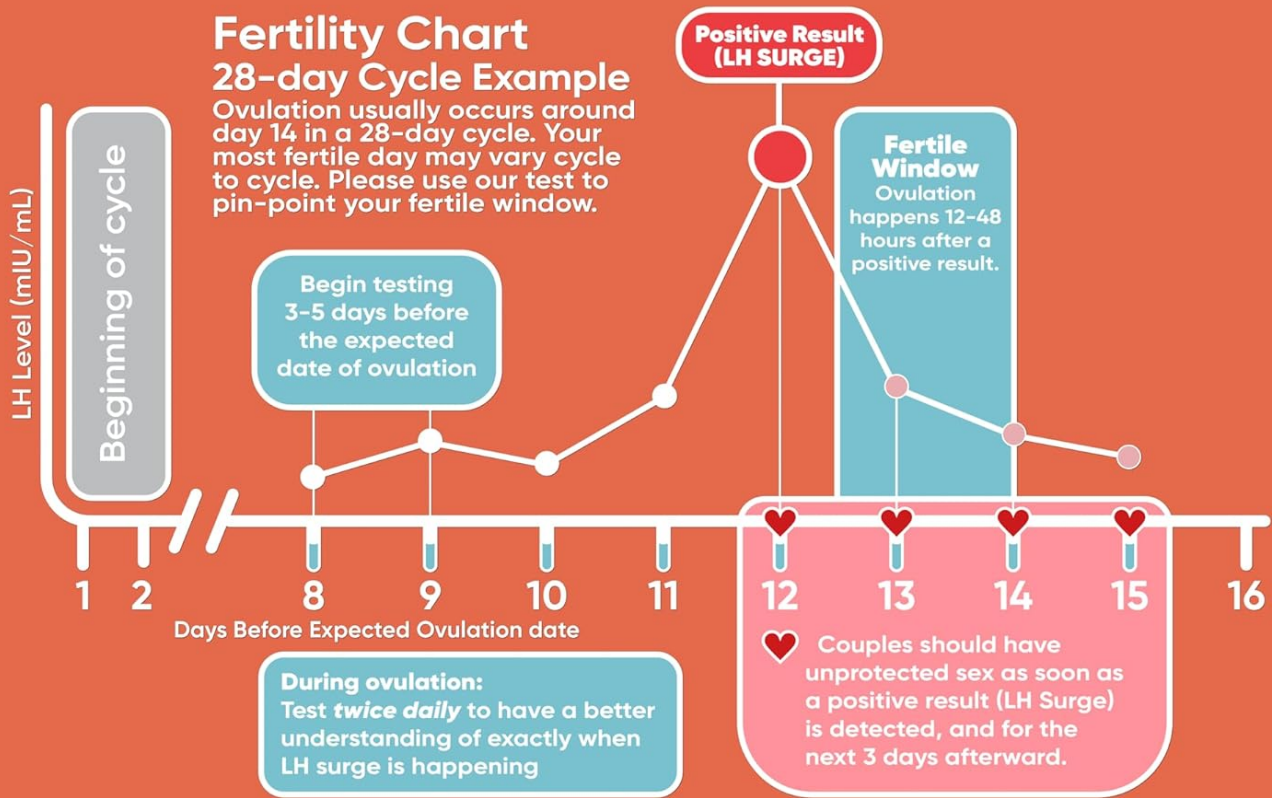 Fertility Chart
28-day Cycle Example
Ovulation usually occurs around
day 14 in a 28-day cycle. Your
most fertile day may vary cycle
to cycle. Please use our test to
pin-point your fertile window.
Positive Result
(LH SURGE)
Fertile
Window
Ovulation
happens 12-48
hours after a
positive result.
LH Level (mIU/mL)
Beginning of cycle
Begin testing
3-5 days before
the expected
date of ovulation
1 2 8 9 10 11 12 13 14 15 16
Days Before Expected Ovulation date
During ovulation:
Test twice daily to have a better
understanding of exactly when
LH surge is happening
Couples should have
unprotected sex as soon as
a positive result (LH Surge)
is detected, and for the
next 3 days afterward.